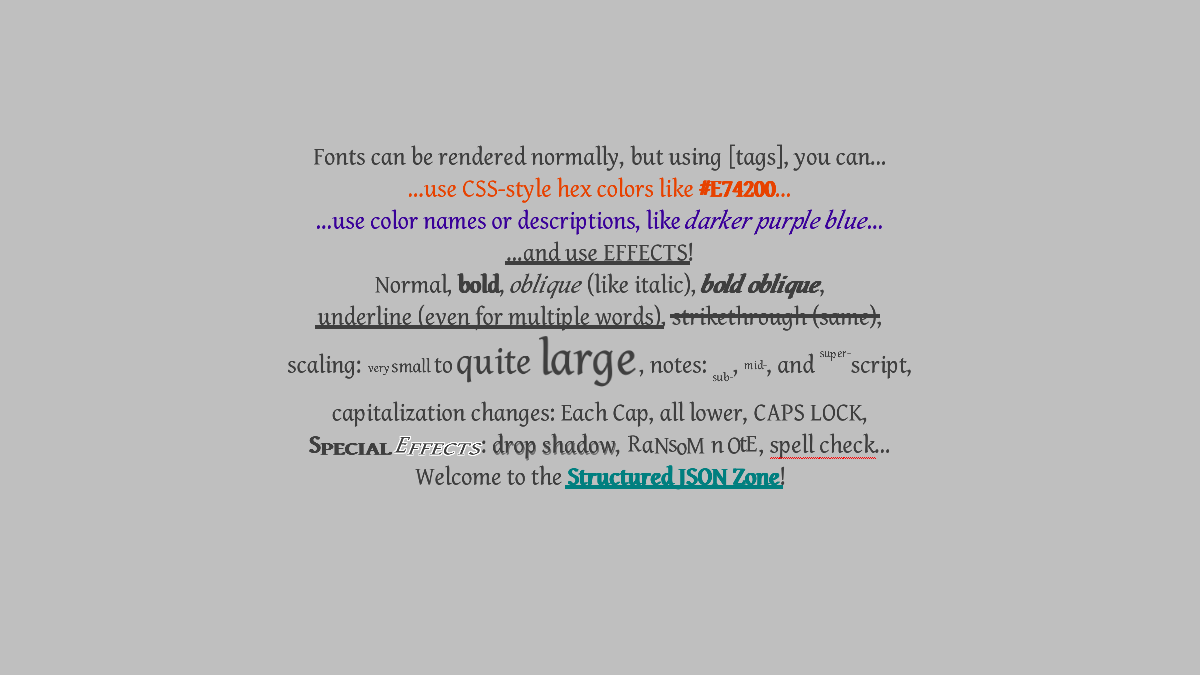 Fonts can be rendered normally, but using [tags], you can...
...use CSS-style hex colors like #E74200...
...use color names or descriptions, like darker purple blue...
...and use EFFECTS!
Normal, bold, oblique (like italic), bold oblique,
underline (even for multiple words), strikethrough (same),
scaling: very small to quite large, notes: sub-, mid-, and super-script,
capitalization changes: Each Cap, all lower, CAPS LOCK,
SPECIAL EFFECTS: drop shadow, RaNsoM nOtE, spell check...
Welcome to the Structured JSON Zone!